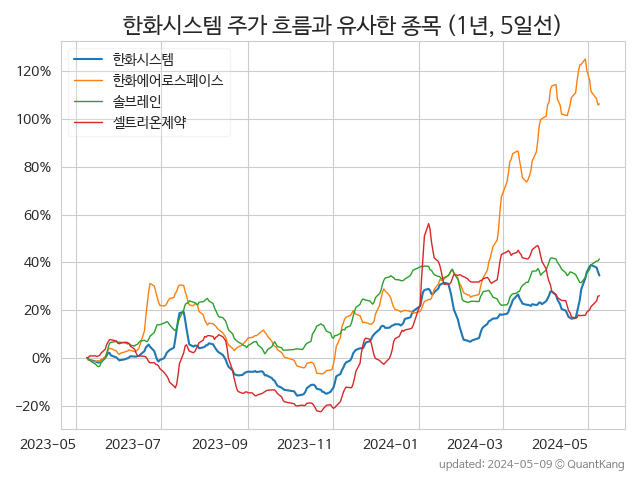 한화시스템 주가 흐름과 유사한 종목 (1년, 5일선)
한화시스템
한화에어로스페이스
솔브레인
셀트리온제약
120%
100%
80%
60%
40%
20%
0%
−20%
2023-05 2023-07 2023-09 2023-11 2024-01 2024-03 2024-05
updated: 2024-05-09 © QuantKang